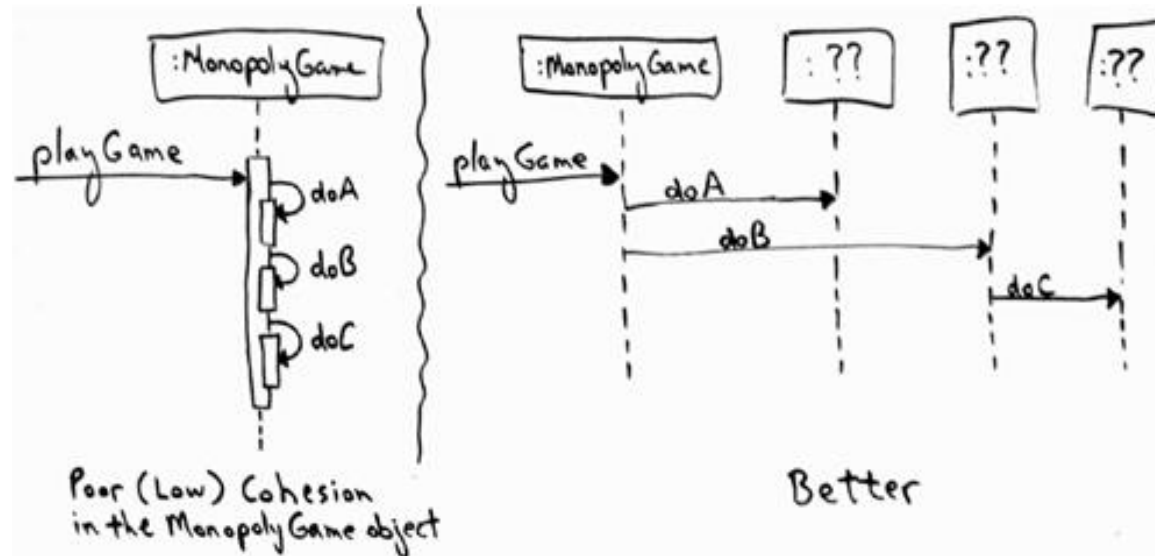 :MonopolyGame
playGame
doA
doB
doC
Poor (Low) Cohesion
in the MonopolyGame object
:MonopolyGame
: ??
:??
:??
playGame
doA
doB
doC
Better